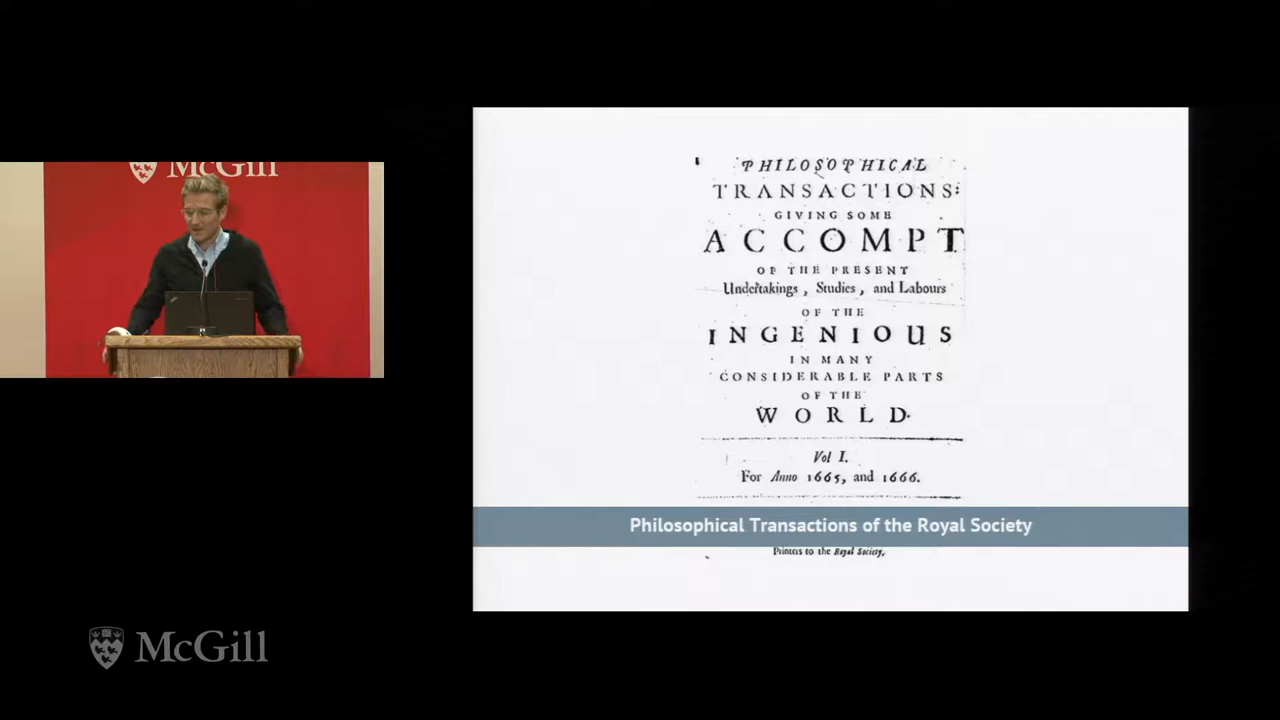 McGill
PHILOSOPHICAL
TRANSACTIONS:
GIVING SOME
ACCOMPT
OF THE PRESENT
Undertakings, Studies, and Labours
OF THE
INGENIOUS
IN MANY
CONSIDERABLE PARTS
OF THE
WORLD.
Vol I.
For Anno 1665, and 1666.
Philosophical Transactions of the Royal Society
Printers to the Royal Society.
McGill